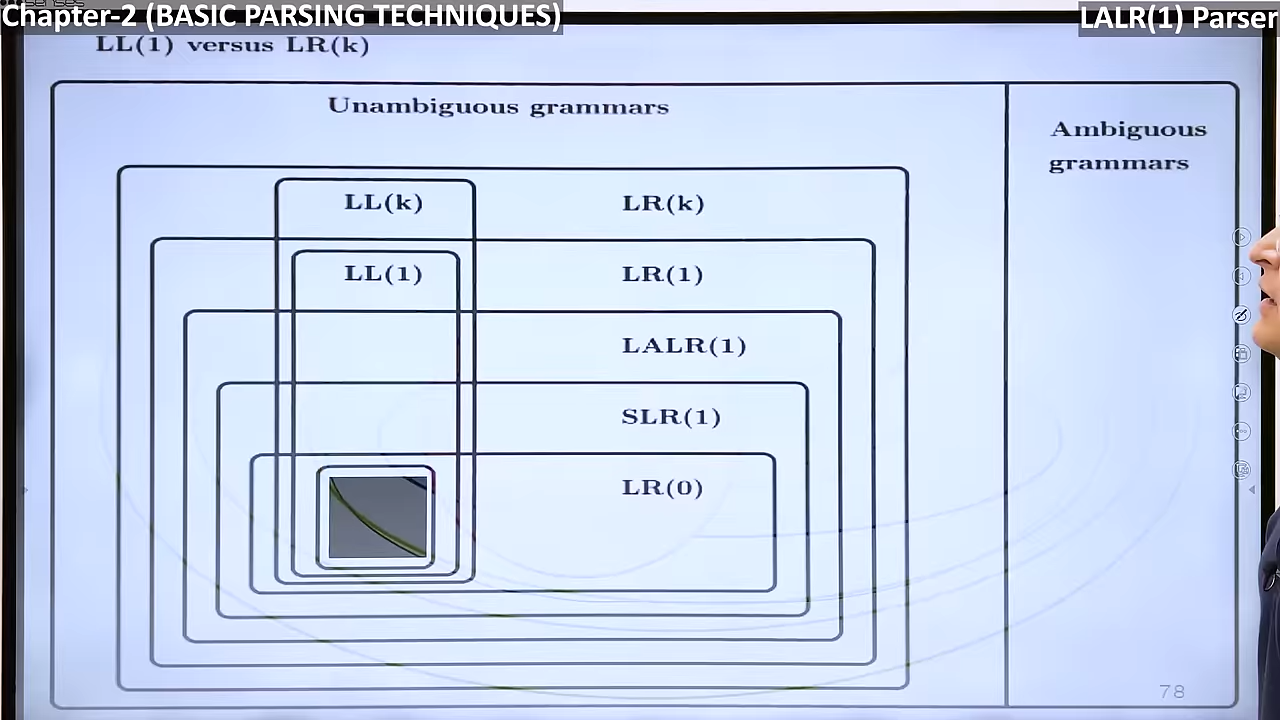 Chapter-2 (BASIC PARSING TECHNIQUES)
LALR(1) Parser
LL(1) versus LR(k)
Unambiguous grammars
Ambiguous
grammars
LL(k)
LR(k)
LL(1)
LR(1)
LALR(1)
SLR(1)
LR(0)
78